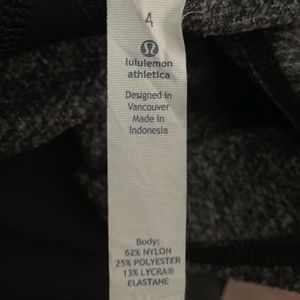 4
lululemon
athletica
Designed in
Vancouver
Made in
Indonesia
Body:
62% NYLON
25% POLYESTER
13% LYCRA®
ELASTANE